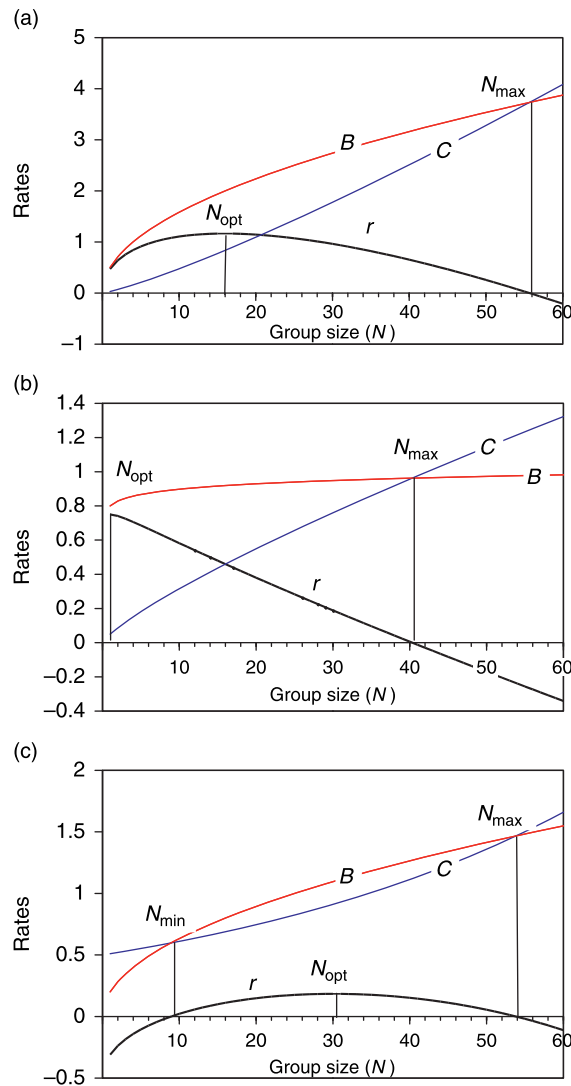 (a)
5
4
3
2
1
0
−1
Rates
N max
B
C
N opt
r
10 20 30 40 50 60
Group size (N)
(b)
1.4
1.2
1
0.8
0.6
0.4
0.2
0
−0.2
−0.4
Rates
N opt
N max
C
B
r
10 20 30 40 50 60
Group size (N)
(c)
2
1.5
1
0.5
0
−0.5
Rates
N max
B
C
N min
r
N opt
10 20 30 40 50 60
Group size (N)